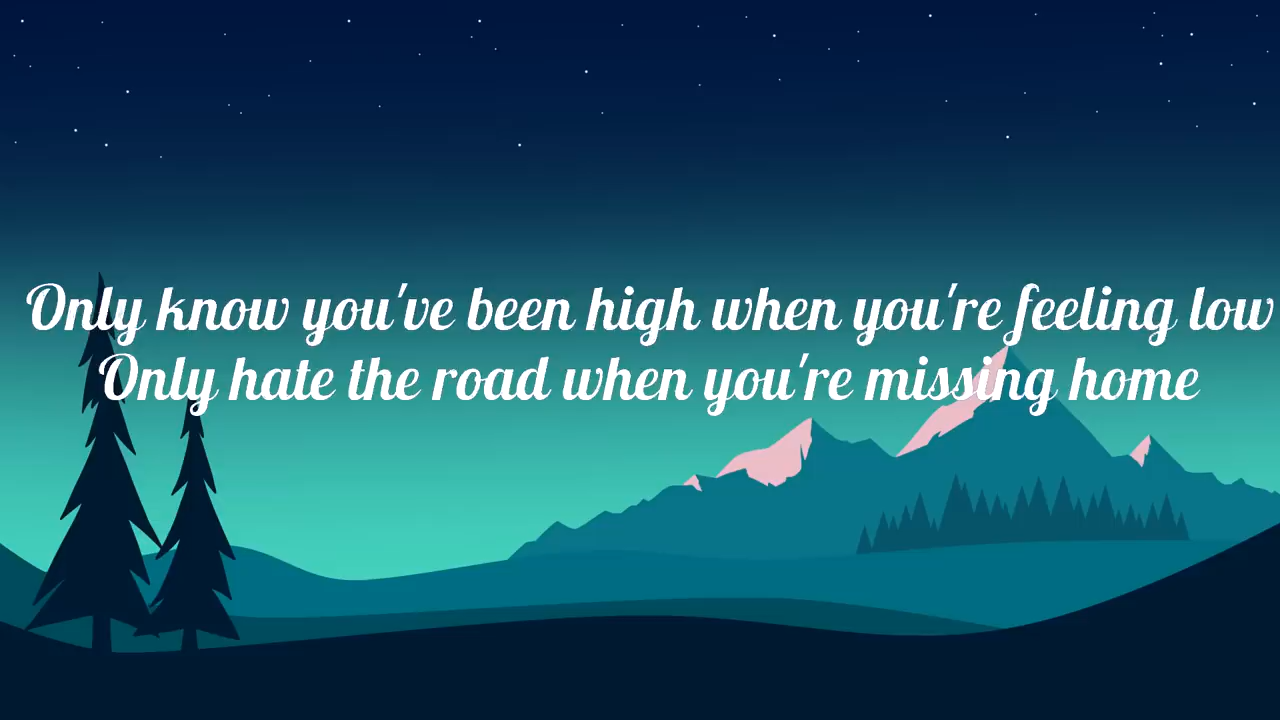 Only know you've been high when you're feeling low
Only hate the road when you're missing home